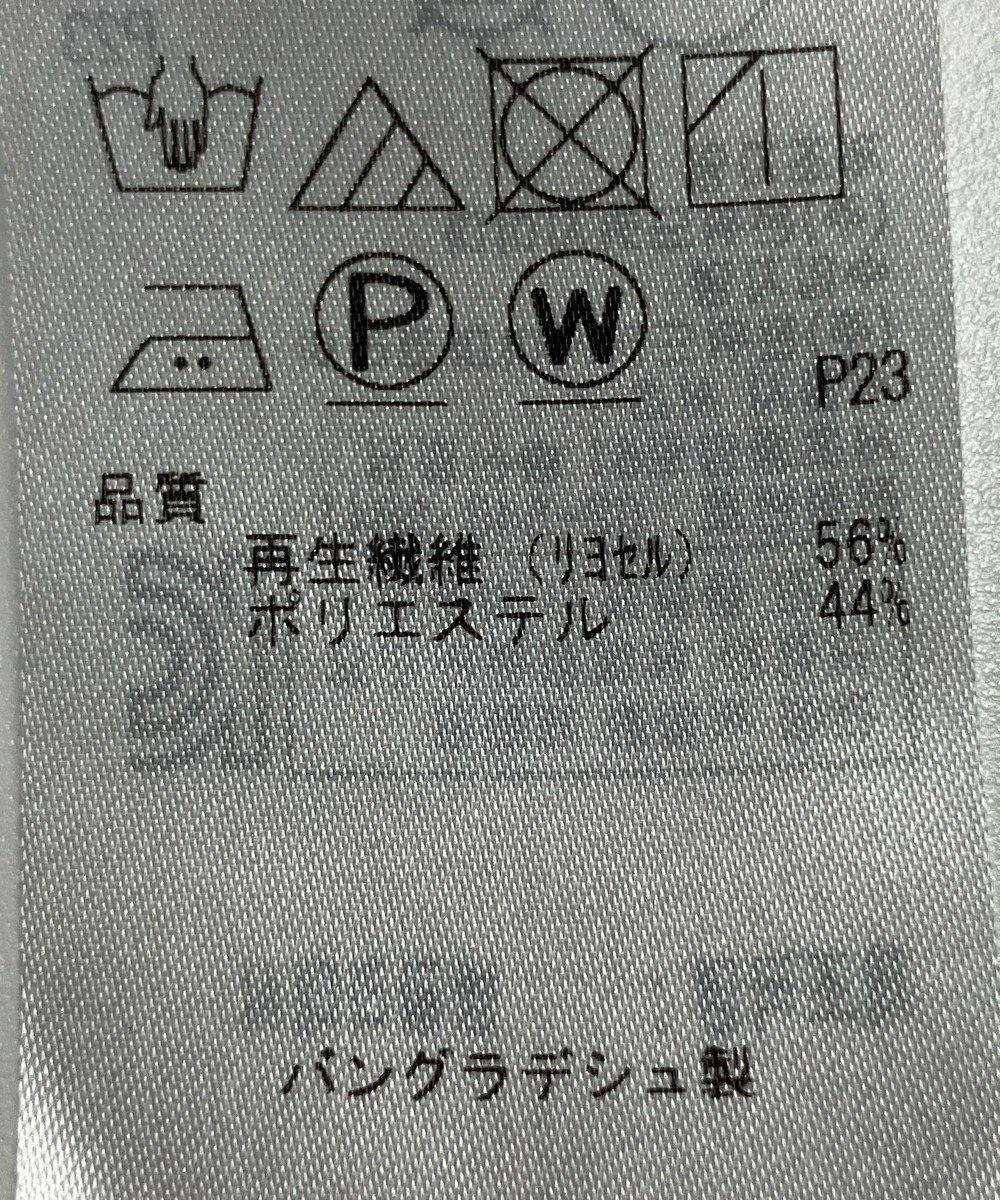 P W
P23
品質
再生繊維（リヨセル） 56%
ポリエステル 44%
バングラデシュ製